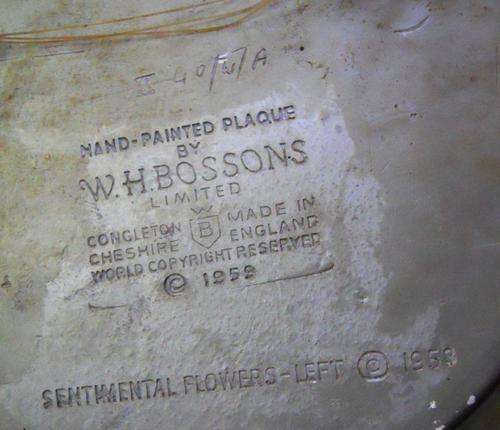 HAND-PAINTED PLAQUE
BY
W.H.BOSSONS
LIMITED
CONGLETON
CHESHIRE
B
MADE IN
ENGLAND
WORLD COPYRIGHT RESERVED
© 1959
SENTIMENTAL FLOWERS-LEFT © 1959